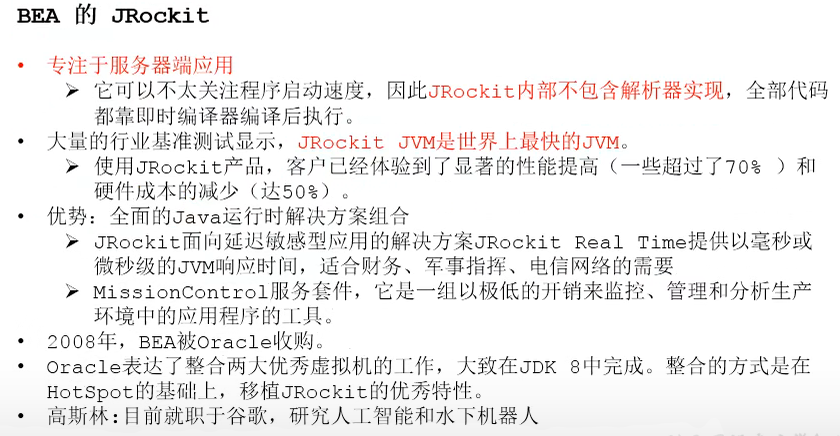 BEA 的 JRockit
• 专注于服务器端应用
➢ 它可以不太关注程序启动速度，因此JRockit内部不包含解析器实现，全部代码
都靠即时编译器编译后执行。
• 大量的行业基准测试显示，JRockit JVM是世界上最快的JVM。
➢ 使用JRockit产品，客户已经体验到了显著的性能提高（一些超过了70% ）和
硬件成本的减少（达50%）。
• 优势：全面的Java运行时解决方案组合
➢ JRockit面向延迟敏感型应用的解决方案JRockit Real Time提供以毫秒或
微秒级的JVM响应时间，适合财务、军事指挥、电信网络的需要
➢ MissionControl服务套件，它是一组以极低的开销来监控、管理和分析生产
环境中的应用程序的工具。
• 2008年，BEA被Oracle收购。
• Oracle表达了整合两大优秀虚拟机的工作，大致在JDK 8中完成。整合的方式是在
HotSpot的基础上，移植JRockit的优秀特性。
• 高斯林:目前就职于谷歌，研究人工智能和水下机器人